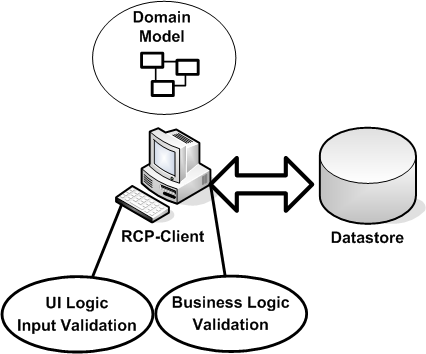 Domain
Model
RCP-Client
Datastore
UI Logic
Input Validation
Business Logic
Validation